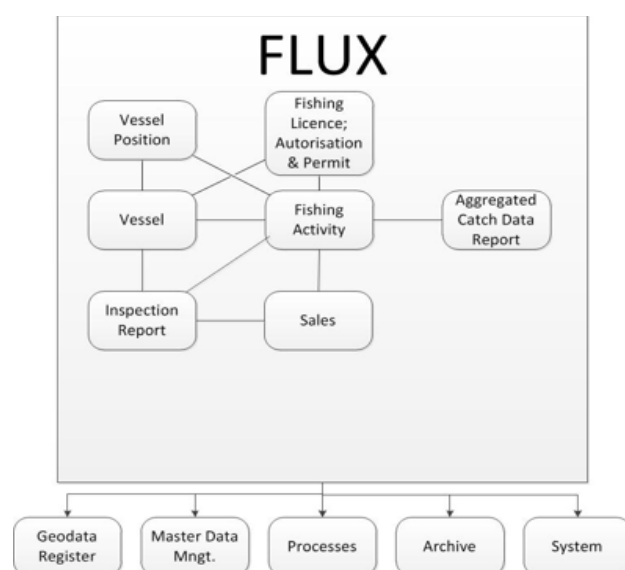 FLUX
Vessel
Position
Fishing
Licence;
Autorisation
& Permit
Vessel
Fishing
Activity
Aggregated
Catch Data
Report
Inspection
Report
Sales
Geodata
Register
Master Data
Mngt.
Processes
Archive
System